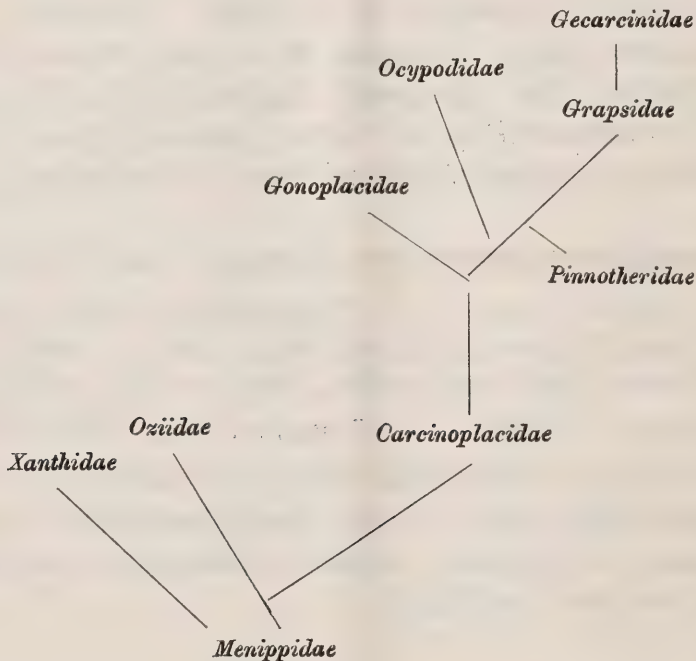 Gecarcinidae
Ocypodidae
Grapsidae
Gonoplacidae
Pinnotheridae
Oziidae
Carcinoplacidae
Xanthidae
Menippidae